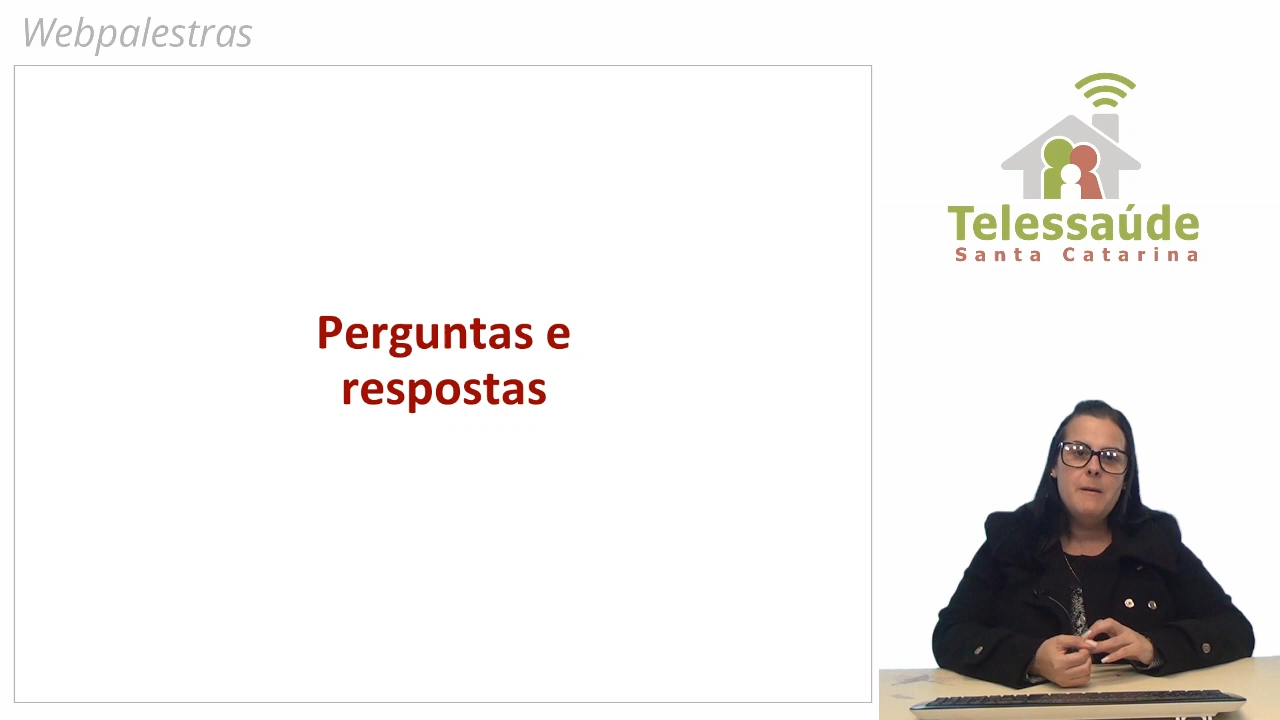 Webpalestras
Telessaúde
Santa Catarina
Perguntas e
respostas